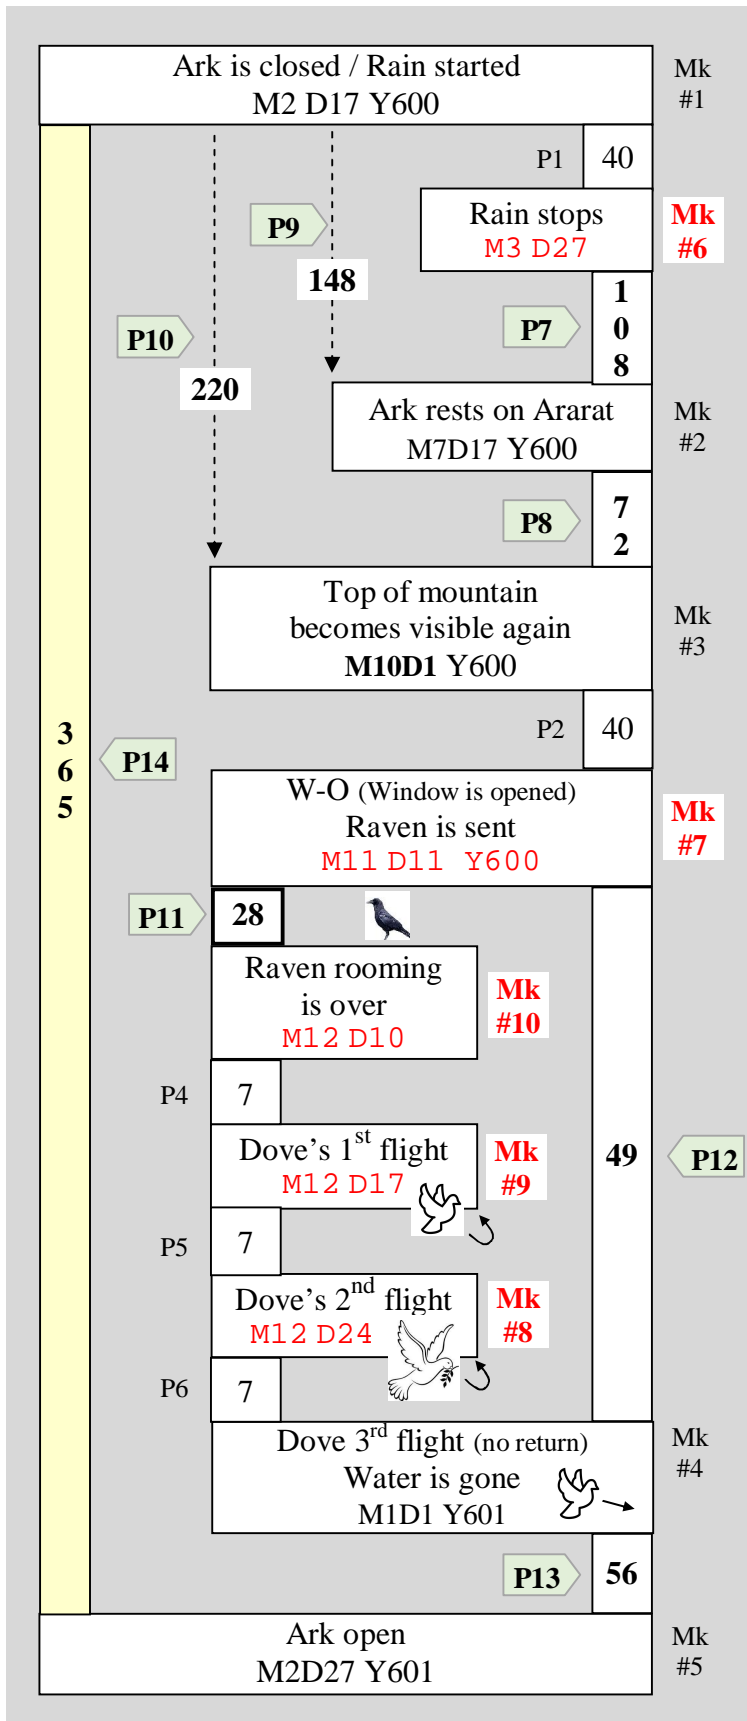 Ark is closed / Rain started
M2 D17 Y600
Mk
#1
P1
40
Rain stops
M3 D27
Mk
#6
P9
148
1
0
8
P7
P10
220
Ark rests on Ararat
M7D17 Y600
Mk
#2
P8
7
2
Top of mountain
becomes visible again
M10D1 Y600
Mk
#3
P2
40
3
6
5
P14
W-O (Window is opened)
Raven is sent
M11 D11 Y600
Mk
#7
P11
28
Raven rooming
is over
M12 D10
Mk
#10
P4
7
Dove's 1st flight
M12 D17
Mk
#9
49
P12
P5
7
Dove's 2nd flight
M12 D24
Mk
#8
P6
7
Dove 3rd flight (no return)
Water is gone
M1D1 Y601
Mk
#4
P13
56
Ark open
M2D27 Y601
Mk
#5